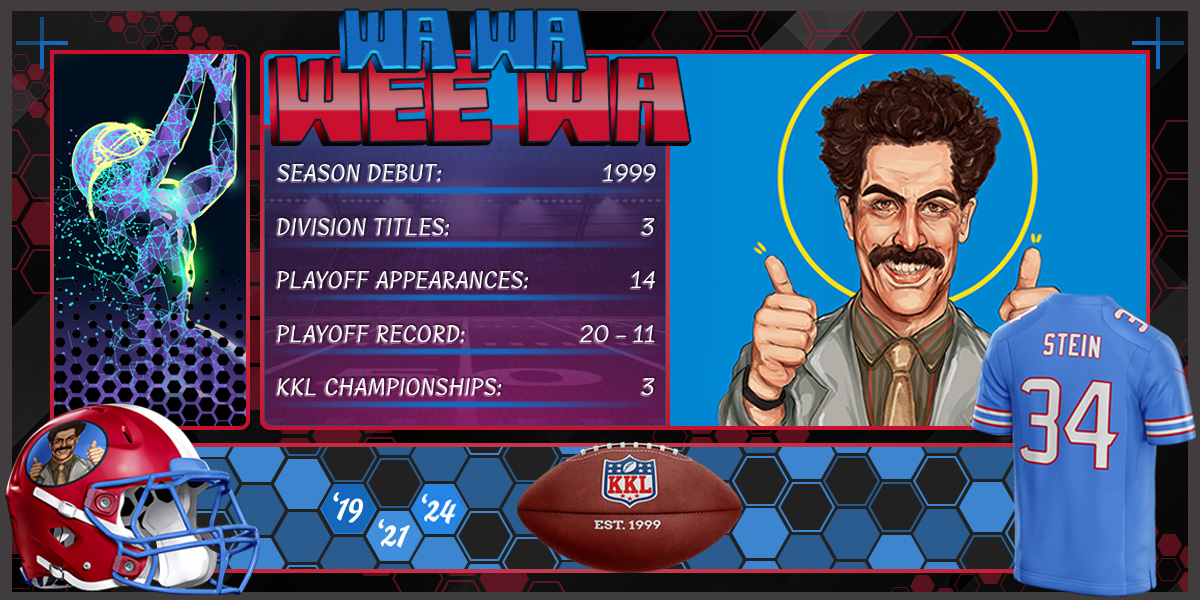 WA WA
WEE WA
SEASON DEBUT: 1999
DIVISION TITLES: 3
PLAYOFF APPEARANCES: 14
PLAYOFF RECORD: 20 – 11
KKL CHAMPIONSHIPS: 3
3
STEIN
34
‘19
‘21
‘24
KKL
EST. 1999